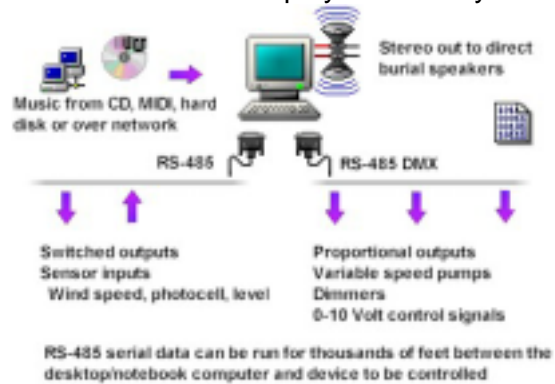 Stereo out to direct
burial speakers
Music from CD, MIDI, hard
disk or over network
RS-485
RS-485 DMX
Switched outputs
Sensor inputs
Wind speed, photocell, level
Proportional outputs
Variable speed pumps
Dimmers
0-10 Volt control signals
RS-485 serial data can be run for thousands of feet between the
desktop/notebook computer and device to be controlled